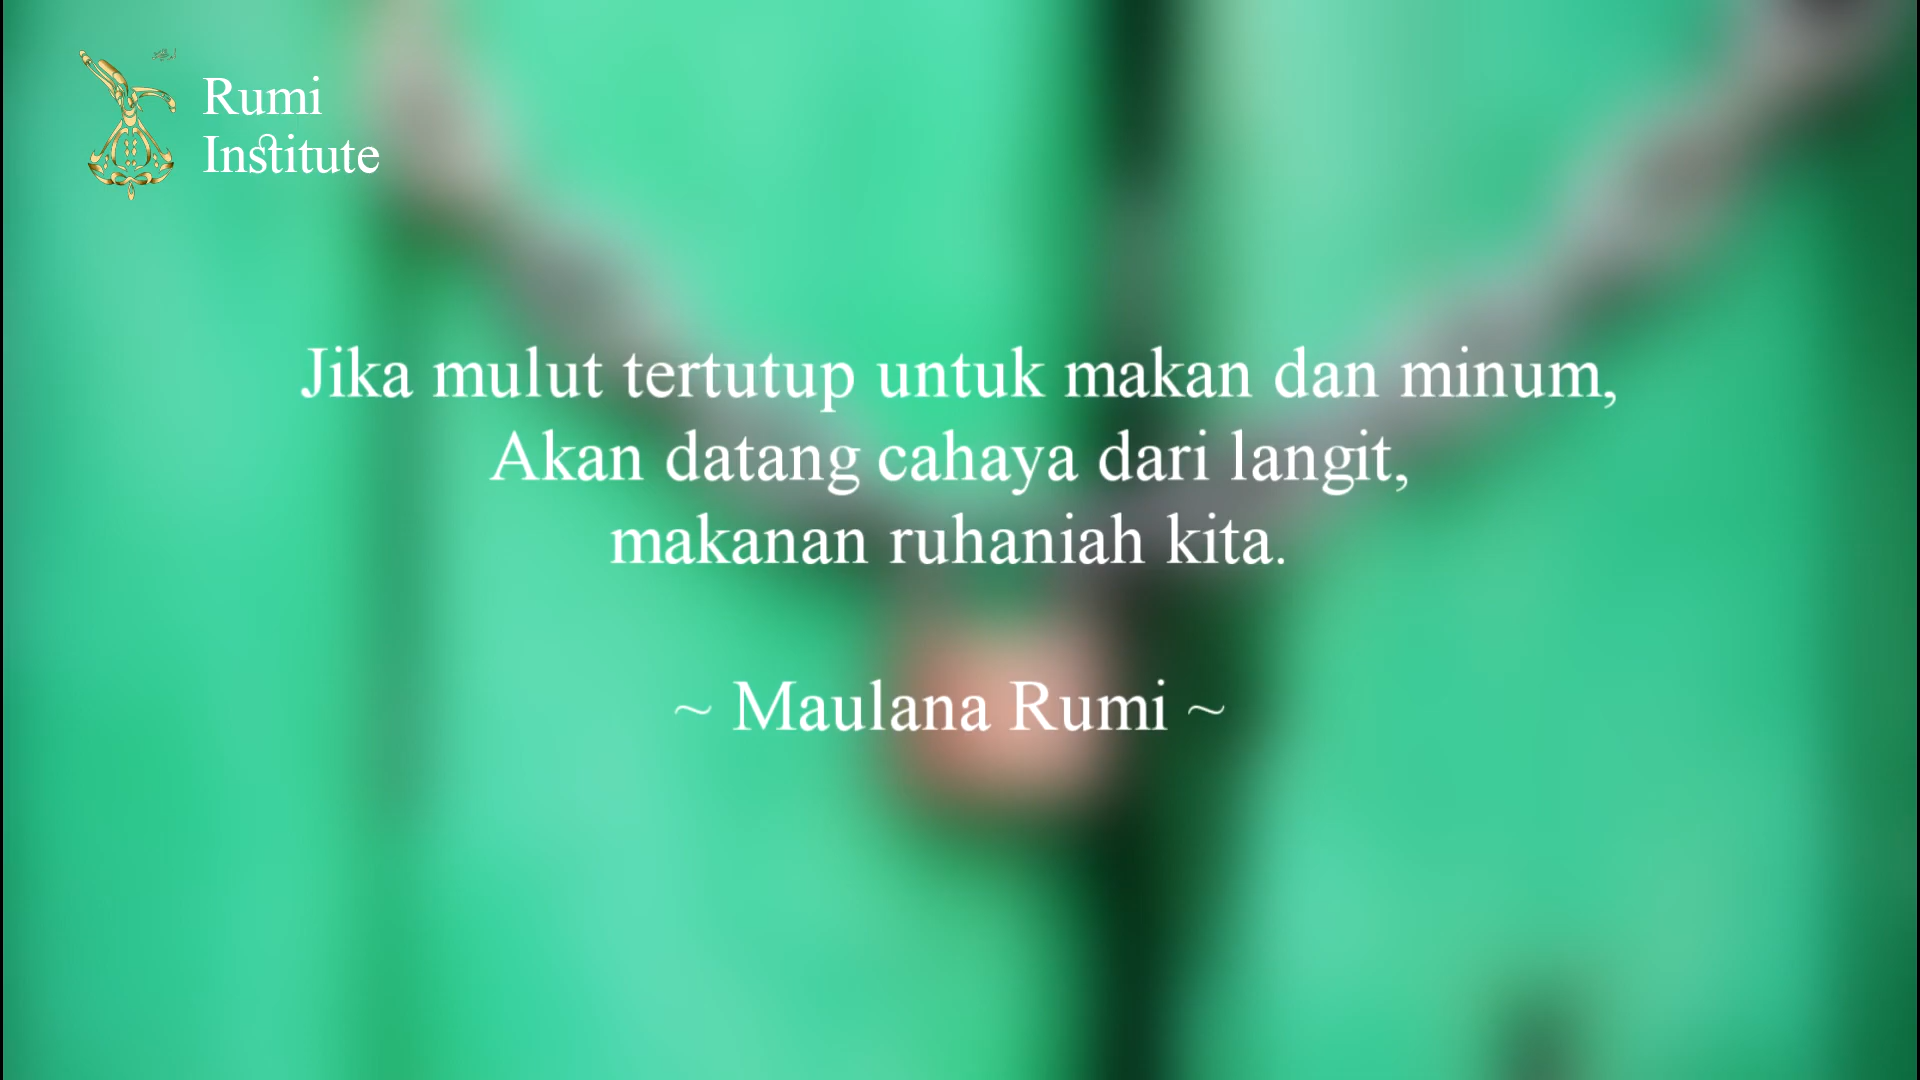 Rumi
Institute
Jika mulut tertutup untuk makan dan minum,
Akan datang cahaya dari langit,
makanan ruhaniah kita.
~ Maulana Rumi ~